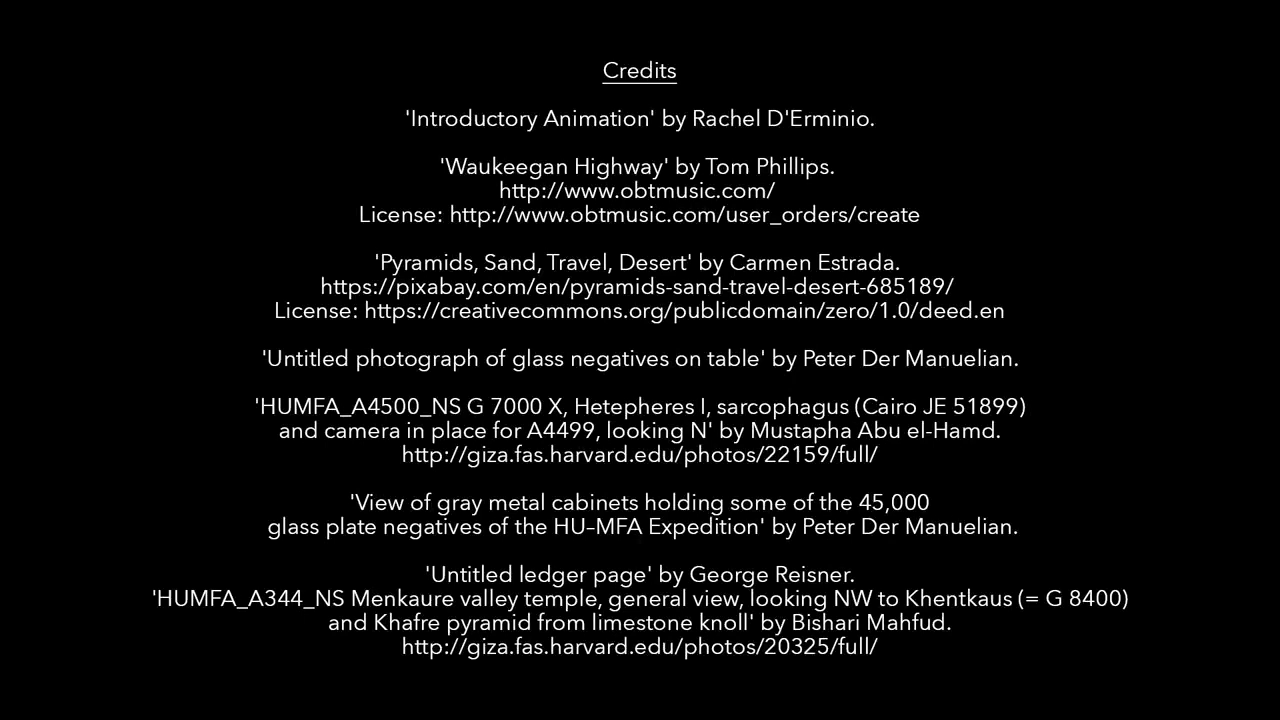 Credits
'Introductory Animation' by Rachel D'Erminio.
'Waukeegan Highway' by Tom Phillips.
http://www.obtmusic.com/
License: http://www.obtmusic.com/user_orders/create
'Pyramids, Sand, Travel, Desert' by Carmen Estrada.
https://pixabay.com/en/pyramids-sand-travel-desert-685189/
License: https://creativecommons.org/publicdomain/zero/1.0/deed.en
'Untitled photograph of glass negatives on table' by Peter Der Manuelian.
'HUMFA_A4500_NS G 7000 X, Hetepheres I, sarcophagus (Cairo JE 51899)
and camera in place for A4499, looking N' by Mustapha Abu el-Hamd.
http://giza.fas.harvard.edu/photos/22159/full/
'View of gray metal cabinets holding some of the 45,000
glass plate negatives of the HU–MFA Expedition' by Peter Der Manuelian.
'Untitled ledger page' by George Reisner.
'HUMFA_A344_NS Menkaure valley temple, general view, looking NW to Khentkaus (= G 8400)
and Khafre pyramid from limestone knoll' by Bishari Mahfud.
http://giza.fas.harvard.edu/photos/20325/full/